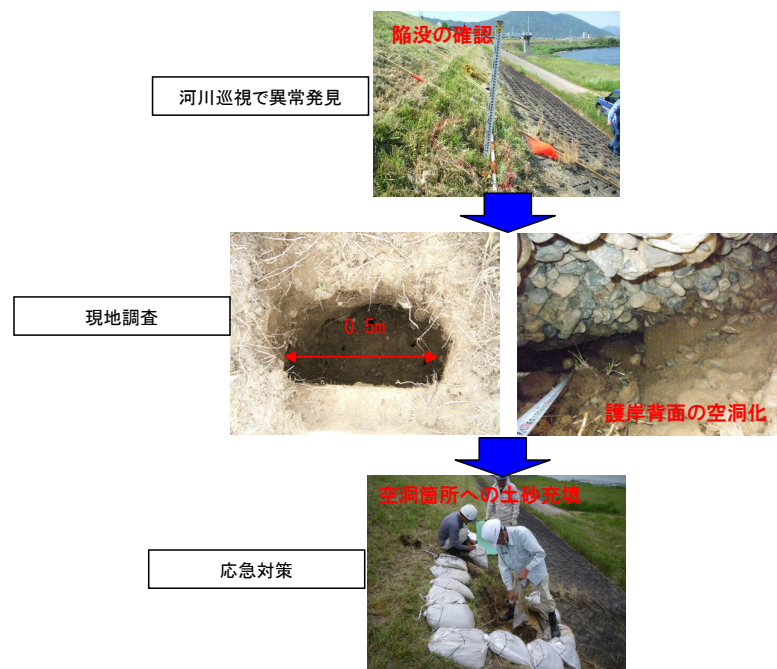 陥没の確認
河川巡視で異常発見
現地調査
0.5m
護岸背面の空洞化
空洞箇所への土砂充填
応急対策